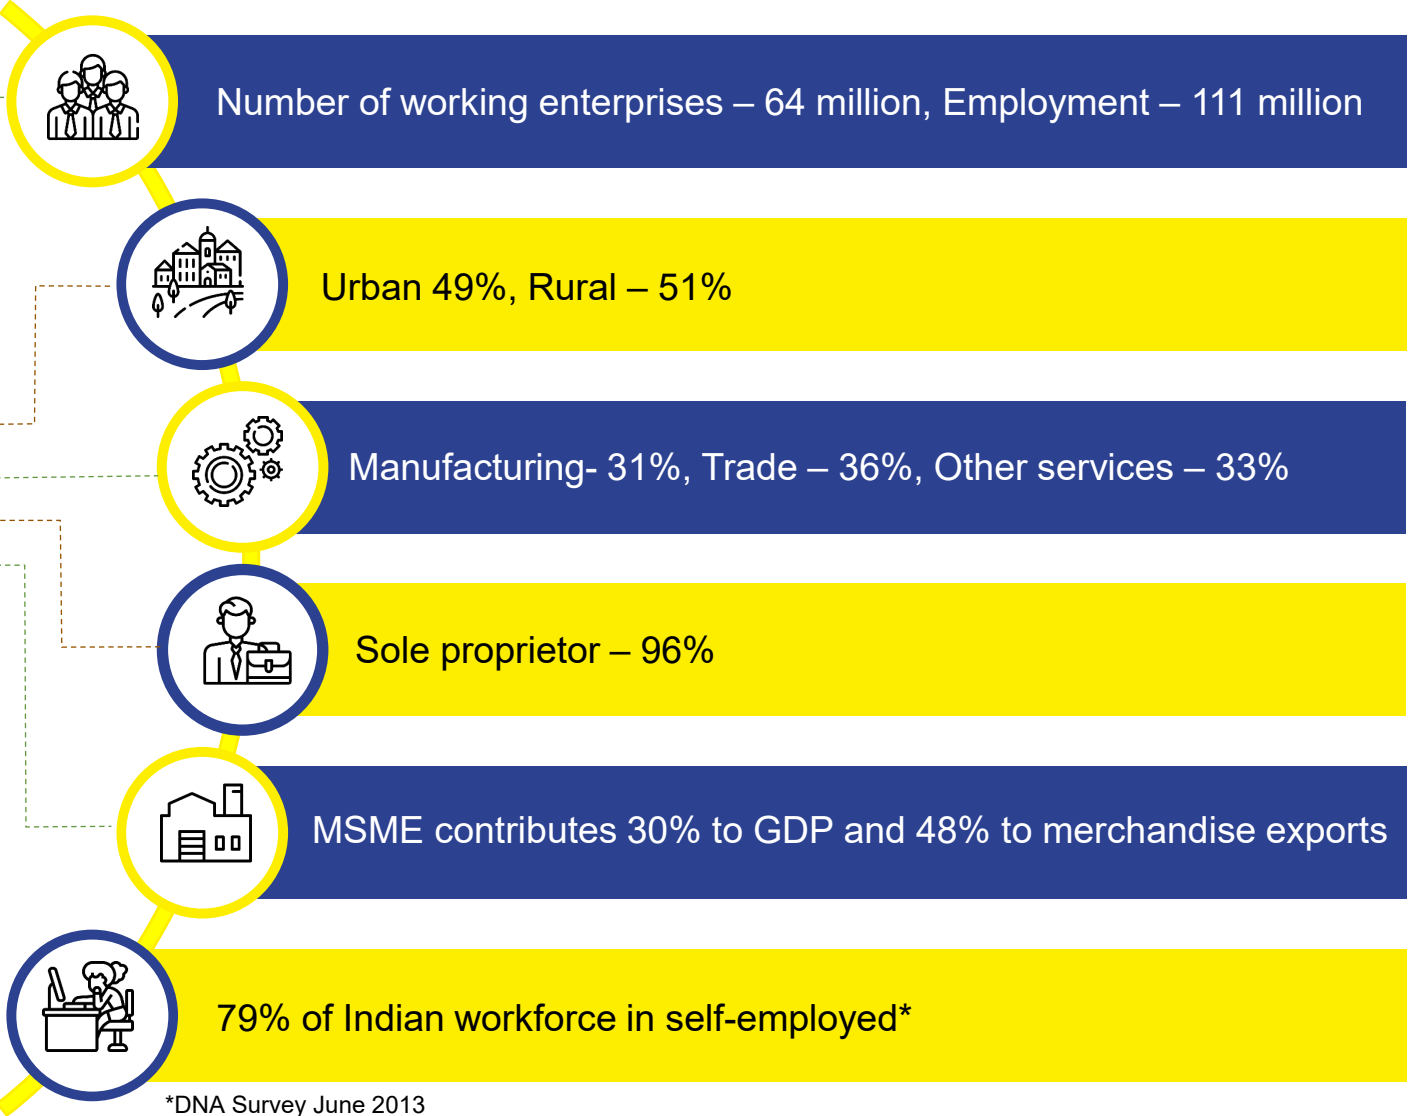 Number of working enterprises – 64 million, Employment – 111 million
Urban 49%, Rural – 51%
Manufacturing- 31%, Trade – 36%, Other services – 33%
Sole proprietor – 96%
MSME contributes 30% to GDP and 48% to merchandise exports
79% of Indian workforce in self-employed*
*DNA Survey June 2013